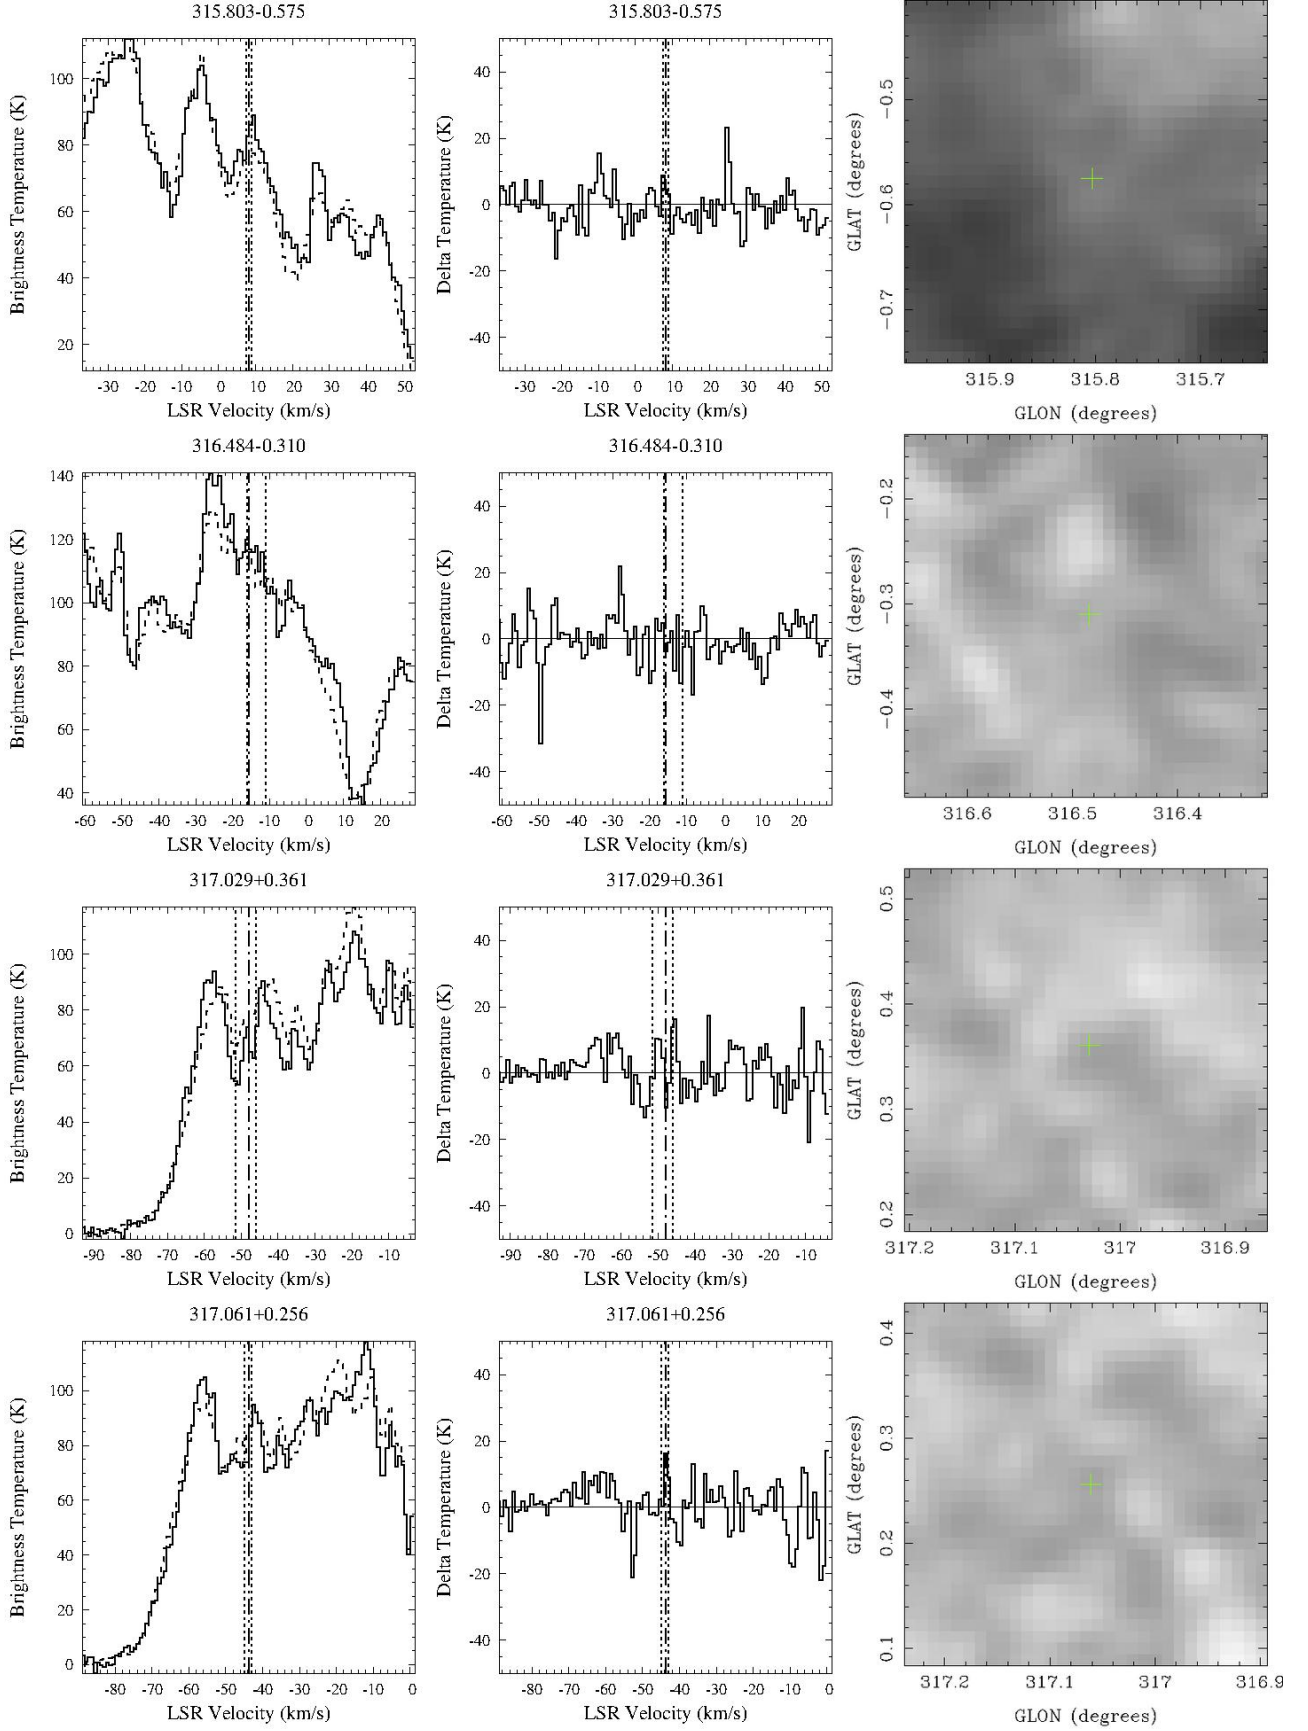 315.803-0.575
315.803-0.575
Brightness Temperature (K)
100
80
60
40
20
-30 -20 -10 0 10 20 30 40 50
LSR Velocity (km/s)
Delta Temperature (K)
40
20
0
-20
-40
-30 -20 -10 0 10 20 30 40 50
LSR Velocity (km/s)
GLAT (degrees)
−0.5
−0.6
−0.7
315.9 315.8 315.7
GLON (degrees)
316.484-0.310
316.484-0.310
Brightness Temperature (K)
140
120
100
80
60
40
-60 -50 -40 -30 -20 -10 0 10 20
LSR Velocity (km/s)
Delta Temperature (K)
40
20
0
-20
-40
-60 -50 -40 -30 -20 -10 0 10 20
LSR Velocity (km/s)
GLAT (degrees)
−0.2
−0.3
−0.4
316.6 316.5 316.4
GLON (degrees)
317.029+0.361
317.029+0.361
Brightness Temperature (K)
100
80
60
40
20
0
-90 -80 -70 -60 -50 -40 -30 -20 -10
LSR Velocity (km/s)
Delta Temperature (K)
40
20
0
-20
-40
-90 -80 -70 -60 -50 -40 -30 -20 -10
LSR Velocity (km/s)
GLAT (degrees)
0.5
0.4
0.3
0.2
317.2 317.1 317 316.9
GLON (degrees)
317.061+0.256
317.061+0.256
Brightness Temperature (K)
100
80
60
40
20
0
-80 -70 -60 -50 -40 -30 -20 -10 0
LSR Velocity (km/s)
Delta Temperature (K)
40
20
0
-20
-40
-80 -70 -60 -50 -40 -30 -20 -10 0
LSR Velocity (km/s)
GLAT (degrees)
0.4
0.3
0.2
0.1
317.2 317.1 317 316.9
GLON (degrees)